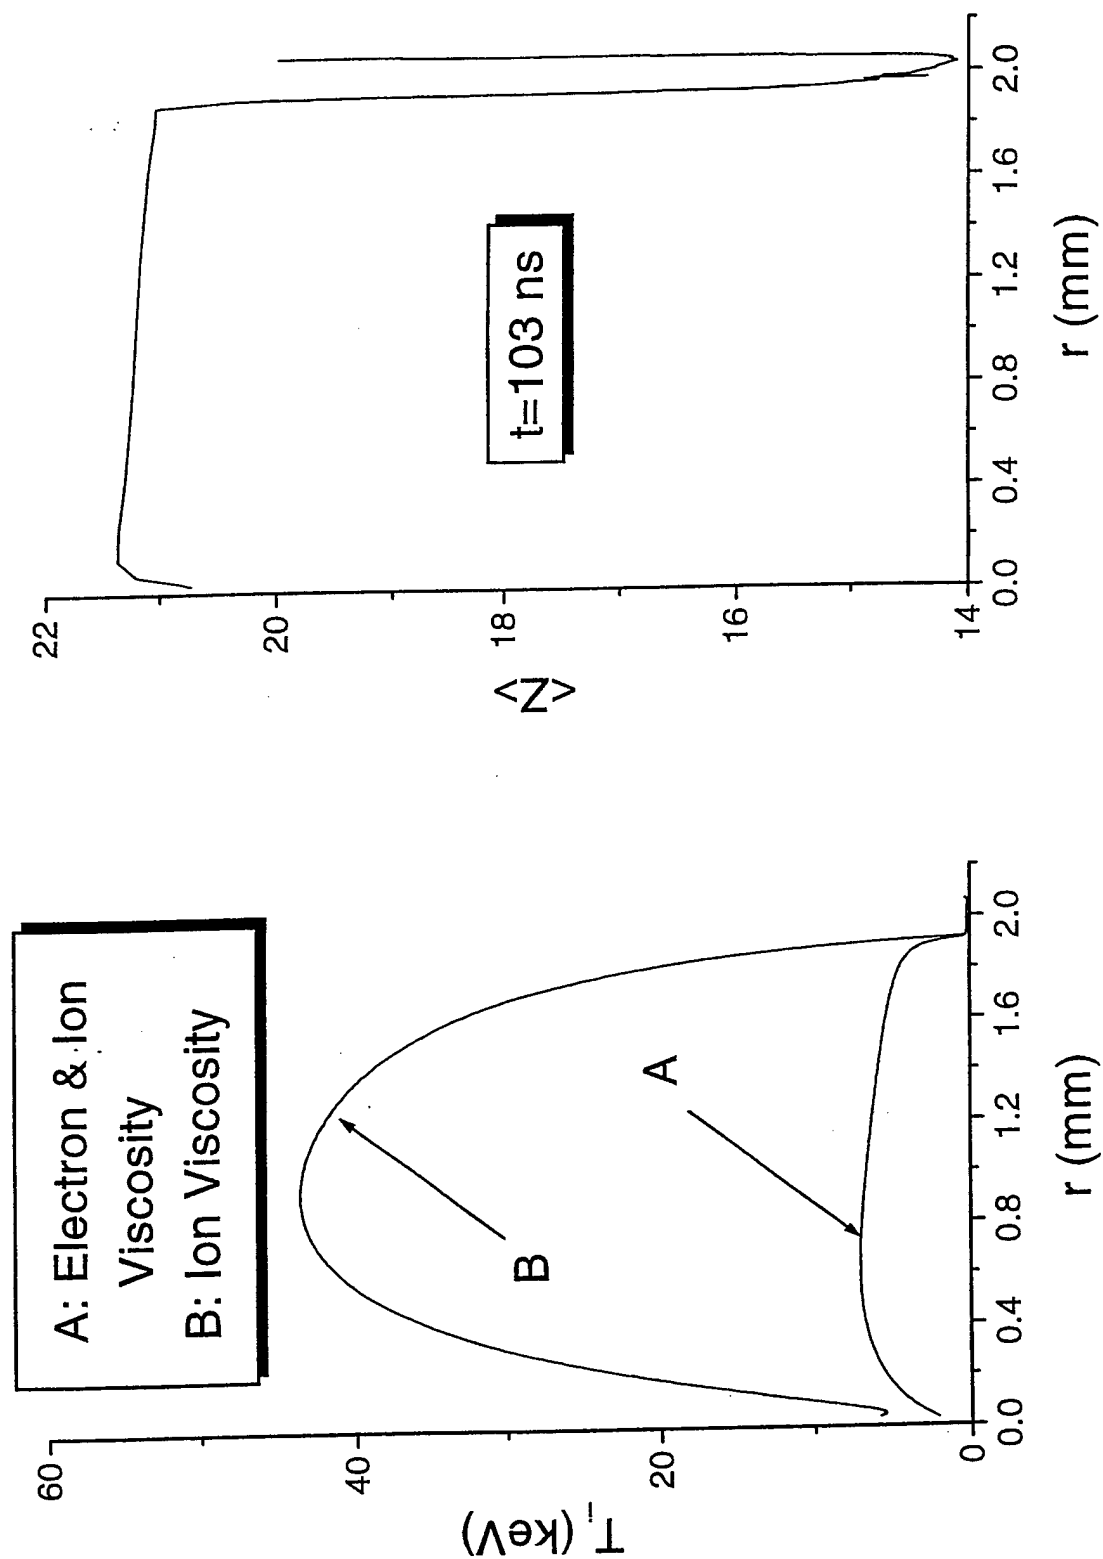 A: Electron & Ion
Viscosity
B: Ion Viscosity
60
40
20
0
T_i (keV)
B
A
0.0 0.4 0.8 1.2 1.6 2.0
r (mm)
22
20
18
16
14
<Z>
t=103 ns
0.0 0.4 0.8 1.2 1.6 2.0
r (mm)